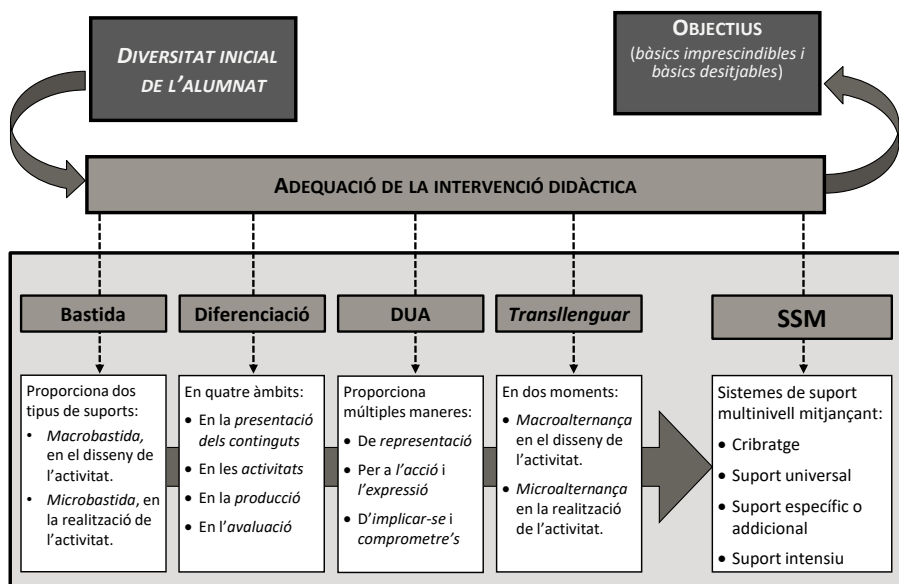 DIVERSITAT INICIAL
DE L'ALUMNAT
OBJECTIUS
(bàsics imprescindibles i
bàsics desitjables)
ADEQUACIÓ DE LA INTERVENCIÓ DIDÀCTICA
Bastida
Proporciona dos
tipus de suports:
• Macrobastida,
en el disseny de
l'activitat.
• Microbastida, en
la realització de
l'activitat.
Diferenciació
En quatre àmbits:
• En la presentació
dels continguts
• En les activitats
• En la producció
• En l'avaluació
DUA
Proporciona
múltiples maneres:
• De representació
• Per a l'acció i
l'expressió
• D'implicar-se i
comprometre's
Transllenguar
En dos moments:
• Macroalternança
en el disseny de
l'activitat.
• Microalternança
en la realització
de l'activitat.
SSM
Sistemes de suport
multinivell mitjançant:
• Cribratge
• Suport universal
• Suport específic o
addicional
• Suport intensiu